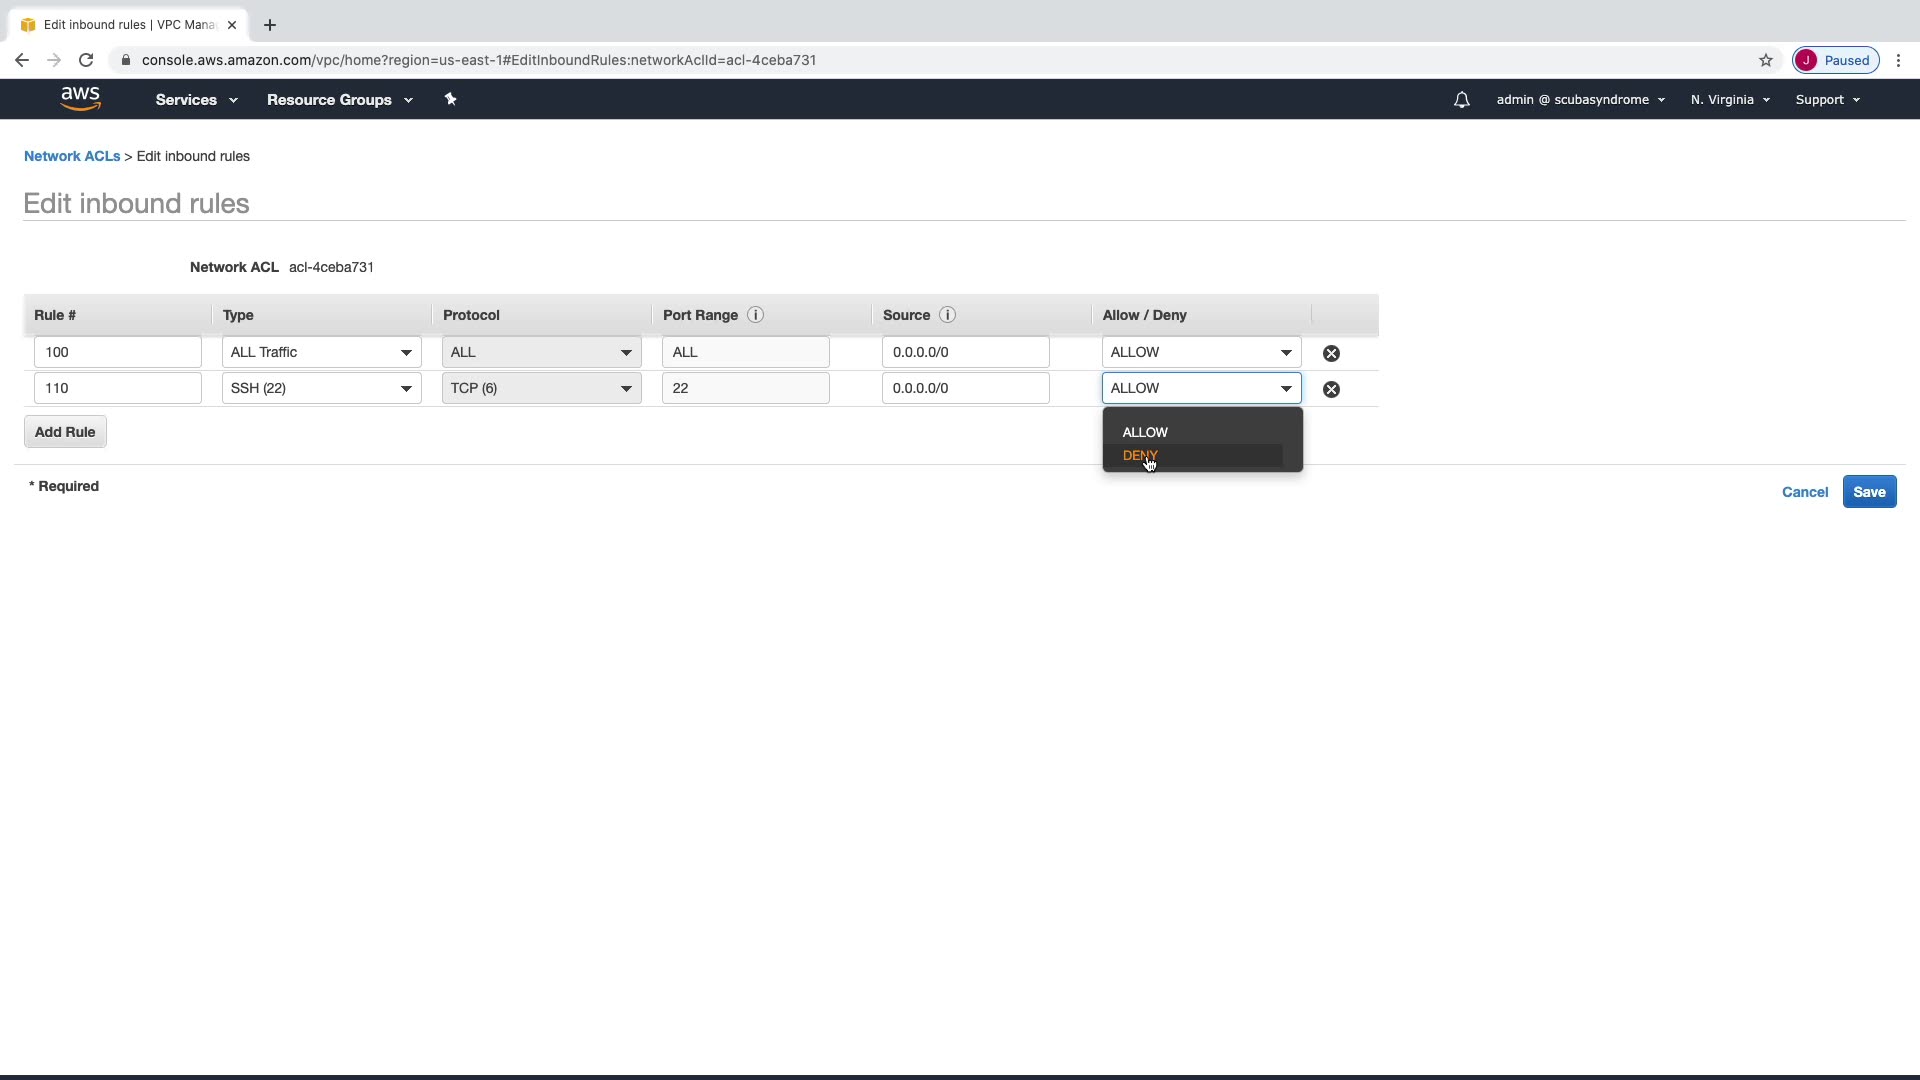 Edit inbound rules | VPC Mana
console.aws.amazon.com/vpc/home?region=us-east-1#EditInboundRules:networkAclId=acl-4ceba731
J Paused
aws Services Resource Groups admin @ scubasyndrome N. Virginia Support
Network ACLs > Edit inbound rules
Edit inbound rules
Network ACL acl-4ceba731
Rule # Type Protocol Port Range i Source i Allow / Deny
100 ALL Traffic ALL ALL 0.0.0.0/0 ALLOW
110 SSH (22) TCP (6) 22 0.0.0.0/0 ALLOW
Add Rule
ALLOW
DENY
* Required
Cancel Save